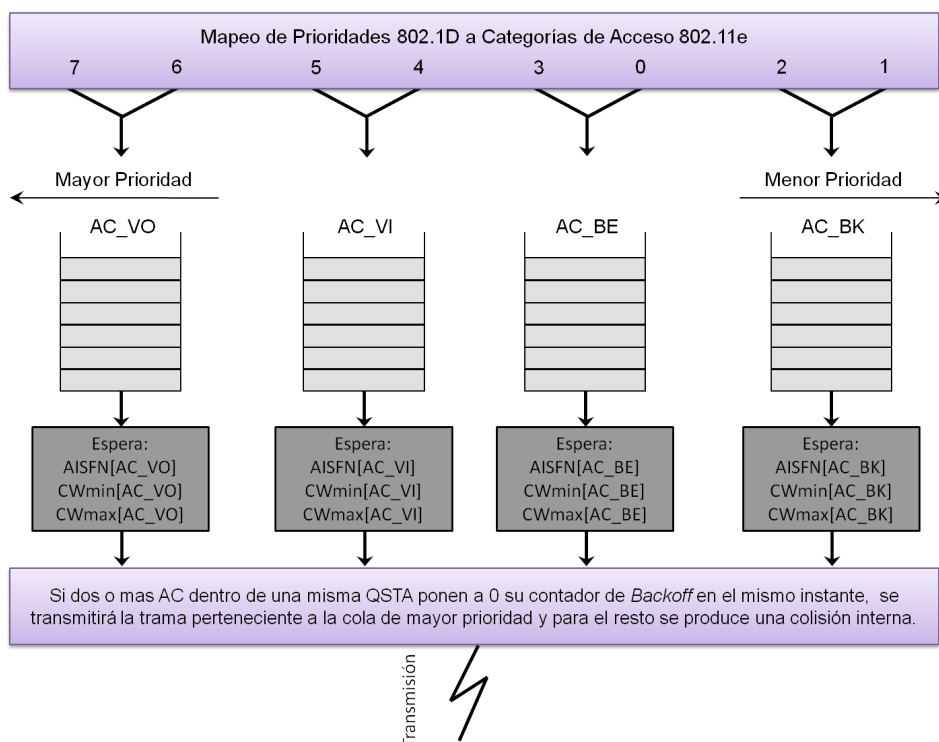 Mapeo de Prioridades 802.1D a Categorías de Acceso 802.11e
7 6 5 4 3 0 2 1
Mayor Prioridad
Menor Prioridad
AC_VO AC_VI AC_BE AC_BK
Espera:
AISFN[AC_VO]
CWmin[AC_VO]
CWmax[AC_VO]
Espera:
AISFN[AC_VI]
CWmin[AC_VI]
CWmax[AC_VI]
Espera:
AISFN[AC_BE]
CWmin[AC_BE]
CWmax[AC_BE]
Espera:
AISFN[AC_BK]
CWmin[AC_BK]
CWmax[AC_BK]
Si dos o mas AC dentro de una misma QSTA ponen a 0 su contador de Backoff en el mismo instante, se
transmitirá la trama perteneciente a la cola de mayor prioridad y para el resto se produce una colisión interna.
Transmisión